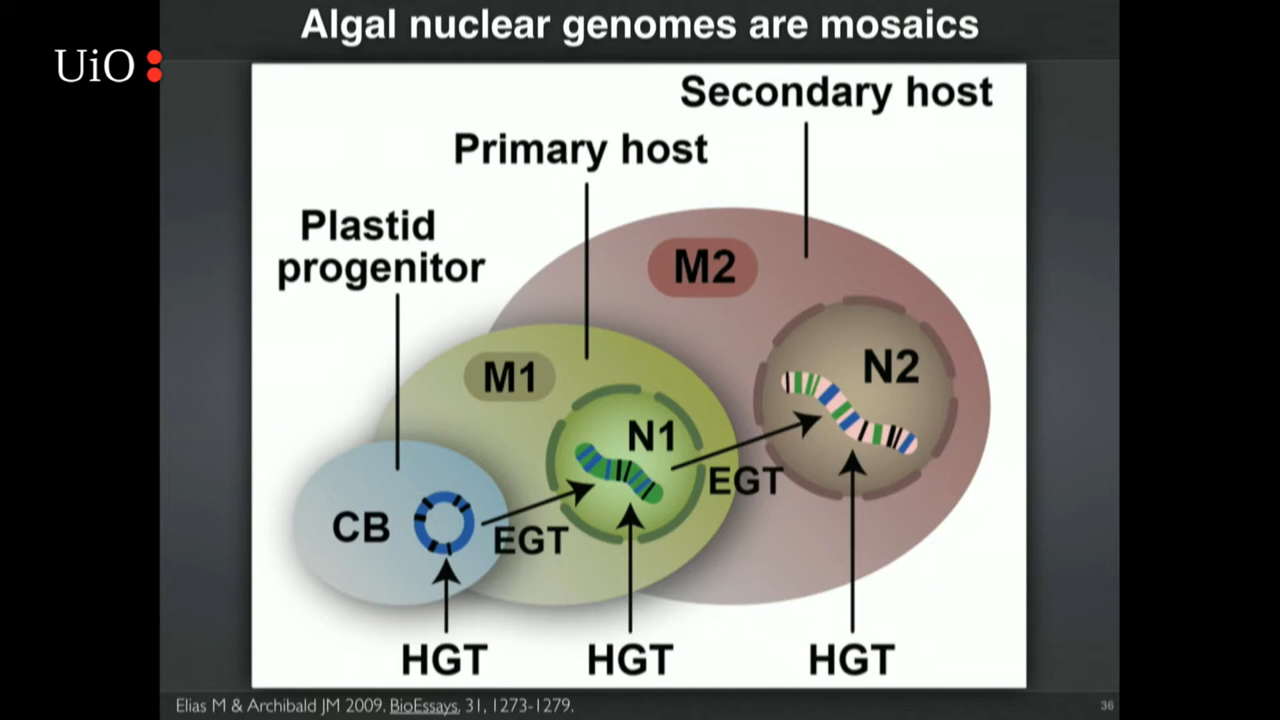 Algal nuclear genomes are mosaics
UiO:
Secondary host
Primary host
Plastid
progenitor
M2
M1
N2
N1
EGT
CB
EGT
HGT
HGT
HGT
Elias M & Archibald JM 2009. BioEssays, 31, 1273-1279.
36